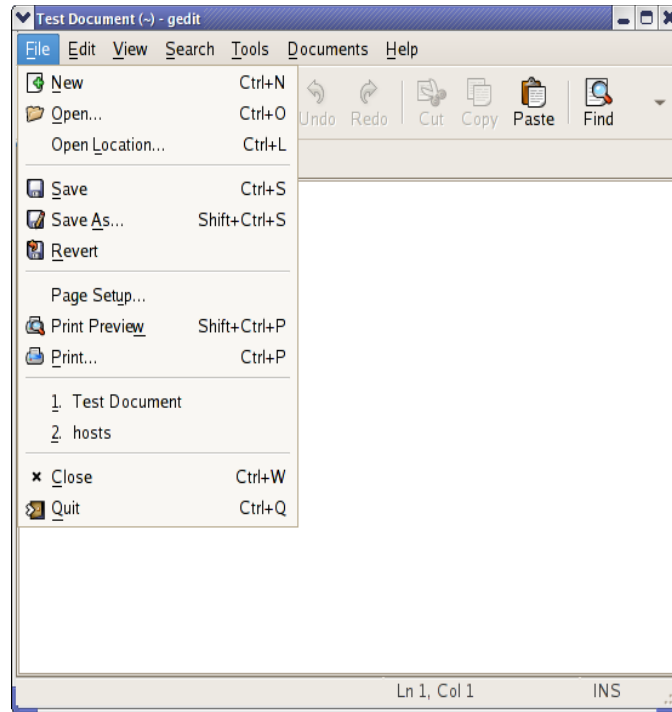 Test Document (~) - gedit
File Edit View Search Tools Documents Help
New Ctrl+N
Open... Ctrl+O
Open Location... Ctrl+L
Save Ctrl+S
Save As... Shift+Ctrl+S
Revert
Page Setup...
Print Preview Shift+Ctrl+P
Print... Ctrl+P
1. Test Document
2. hosts
Close Ctrl+W
Quit Ctrl+Q
Undo Redo Cut Copy Paste Find
Ln 1, Col 1 INS